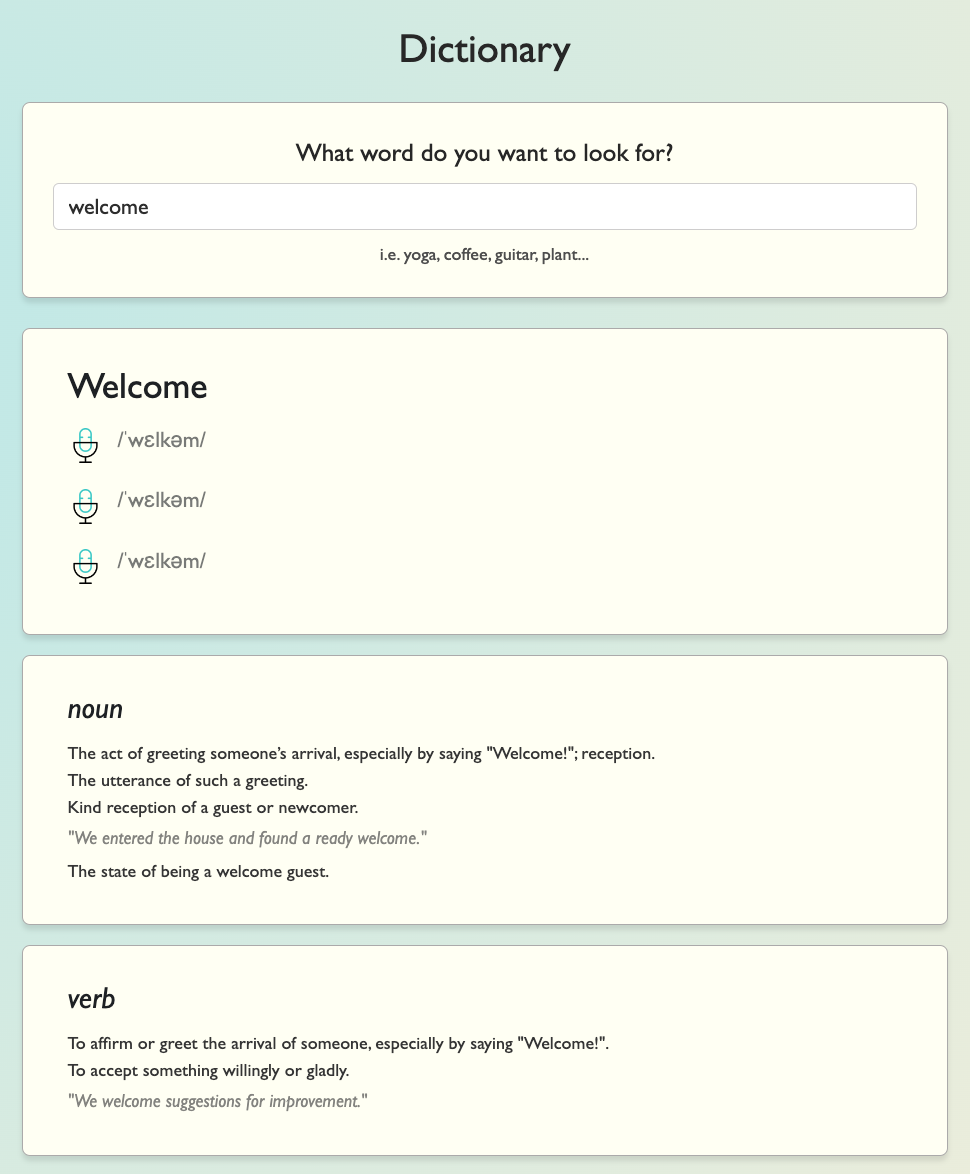 Dictionary
What word do you want to look for?
welcome
i.e. yoga, coffee, guitar, plant...
Welcome
/ˈwɛlkəm/
/ˈwɛlkəm/
/ˈwɛlkəm/
noun
The act of greeting someone’s arrival, especially by saying "Welcome!"; reception.
The utterance of such a greeting.
Kind reception of a guest or newcomer.
"We entered the house and found a ready welcome."
The state of being a welcome guest.
verb
To affirm or greet the arrival of someone, especially by saying "Welcome!".
To accept something willingly or gladly.
"We welcome suggestions for improvement."